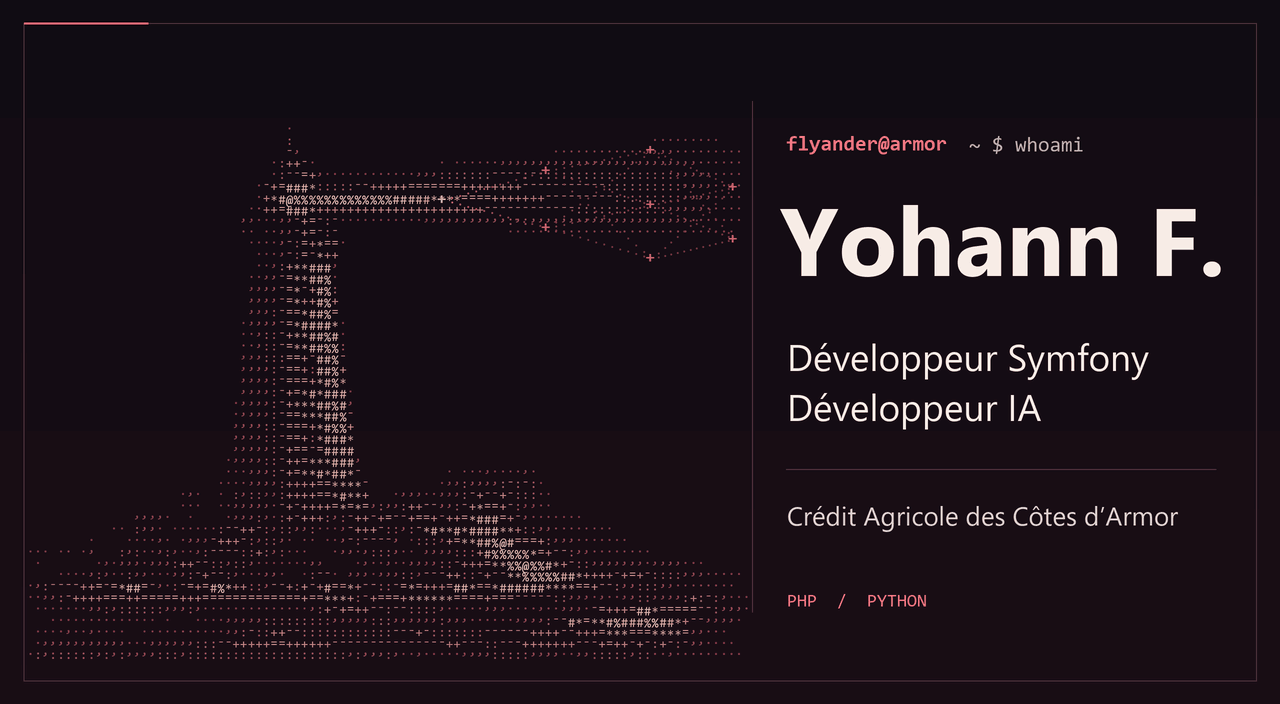 flyander@armor ~ $ whoami
Yohann F.
Développeur Symfony
Développeur IA
Crédit Agricole des Côtes d’Armor
PHP / PYTHON